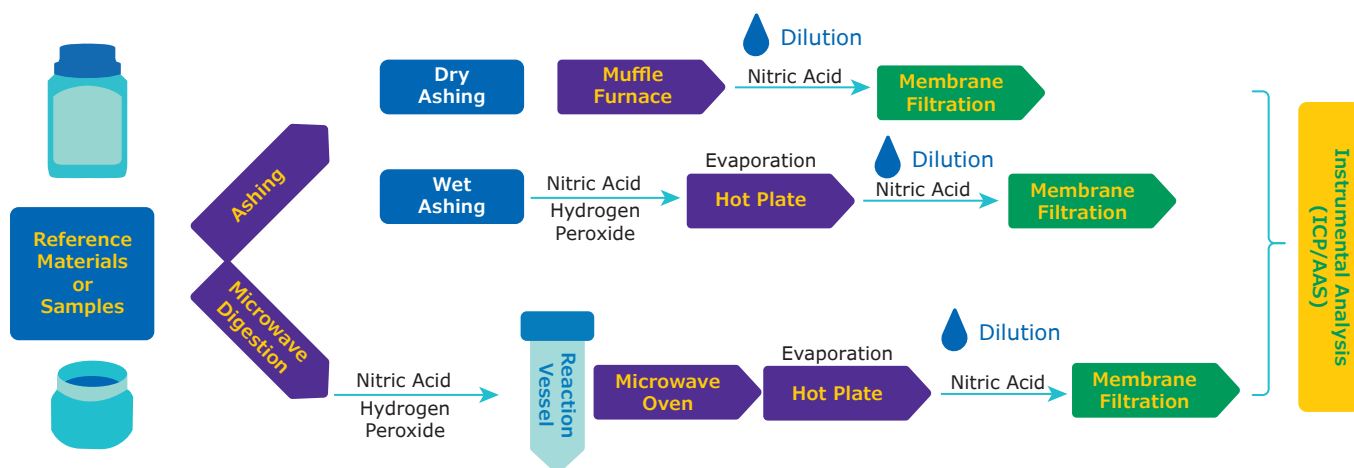 Reference
Materials
or
Samples
Ashing
Microwave
Digestion
Dry
Ashing
Muffle
Furnace
Dilution
Nitric Acid
Membrane
Filtration
Wet
Ashing
Nitric Acid
Hydrogen
Peroxide
Evaporation
Hot Plate
Dilution
Nitric Acid
Membrane
Filtration
Nitric Acid
Hydrogen
Peroxide
Reaction
Vessel
Microwave
Oven
Evaporation
Hot Plate
Dilution
Nitric Acid
Membrane
Filtration
Instrumental Analysis
(ICP/AAS)